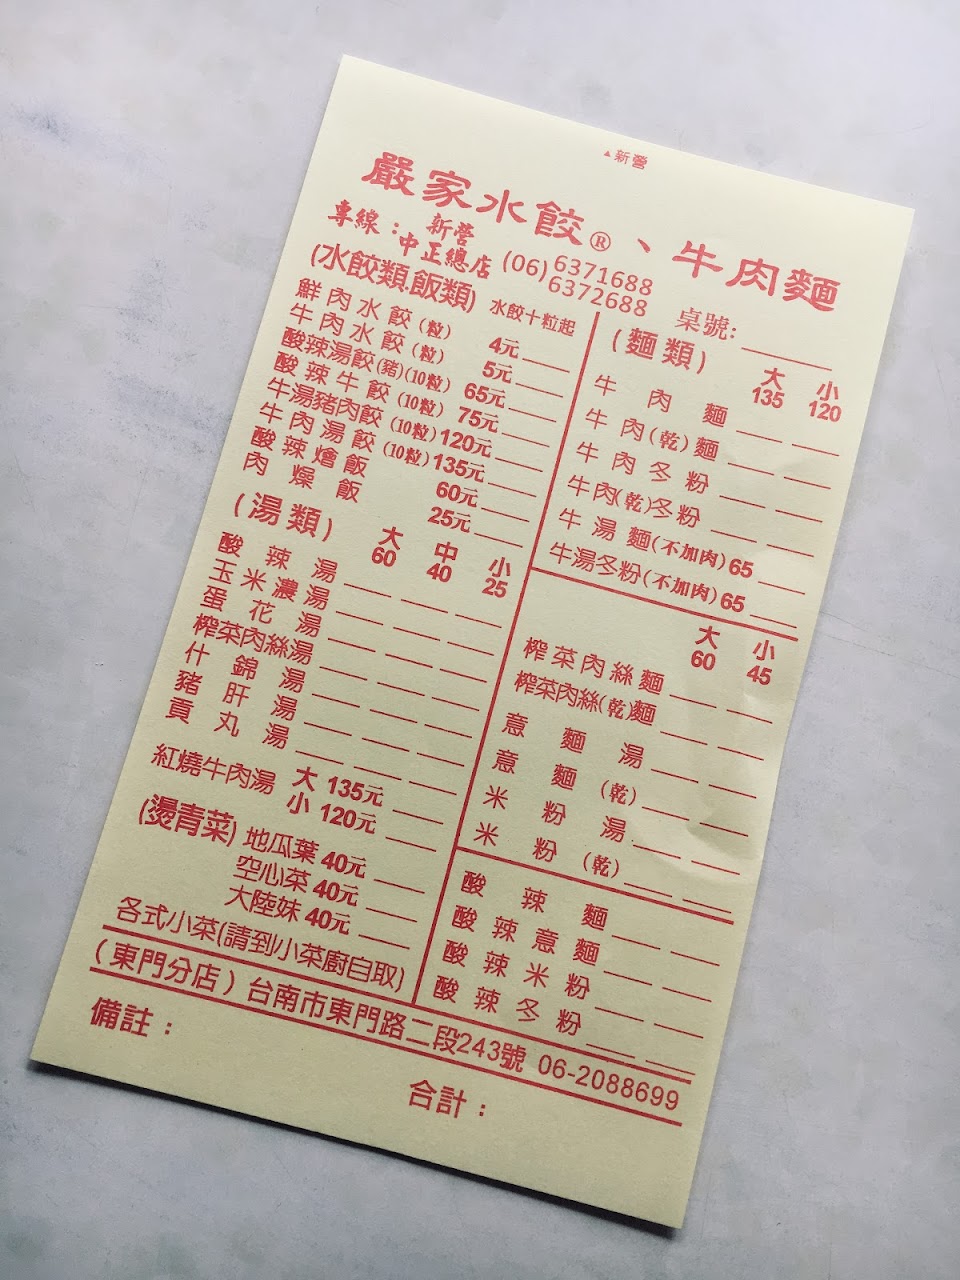 ▲新營
嚴家水餃®、牛肉麵
專線：新營中正總店 (06)6371688
6372688
桌號:
(水餃類.飯類) 水餃十粒起
鮮肉水餃(粒) 4元
牛肉水餃(粒) 5元
酸辣湯餃(豬)(10粒) 65元
酸辣牛餃(10粒) 75元
牛湯豬肉餃(10粒) 120元
牛肉湯餃(10粒) 135元
酸辣燴飯 60元
肉燥飯 25元
(湯類) 大 中 小
60 40 25
酸辣湯
玉米濃湯
蛋花湯
榨菜肉絲湯
什錦湯
豬肝湯
貢丸湯
紅燒牛肉湯 大 135元
小 120元
(燙青菜) 地瓜葉 40元
空心菜 40元
大陸妹 40元
各式小菜(請到小菜廚自取)
(麵類) 大 小
135 120
牛肉麵
牛肉(乾)麵
牛肉冬粉
牛肉(乾)冬粉
牛湯麵(不加肉) 65
牛湯冬粉(不加肉) 65
大 小
60 45
榨菜肉絲麵
榨菜肉絲(乾)麵
意麵湯
意麵(乾)
米粉湯
米粉(乾)
酸辣麵
酸辣意麵
酸辣米粉
酸辣冬粉
(東門分店) 台南市東門路二段243號 06-2088699
備註：
合計：